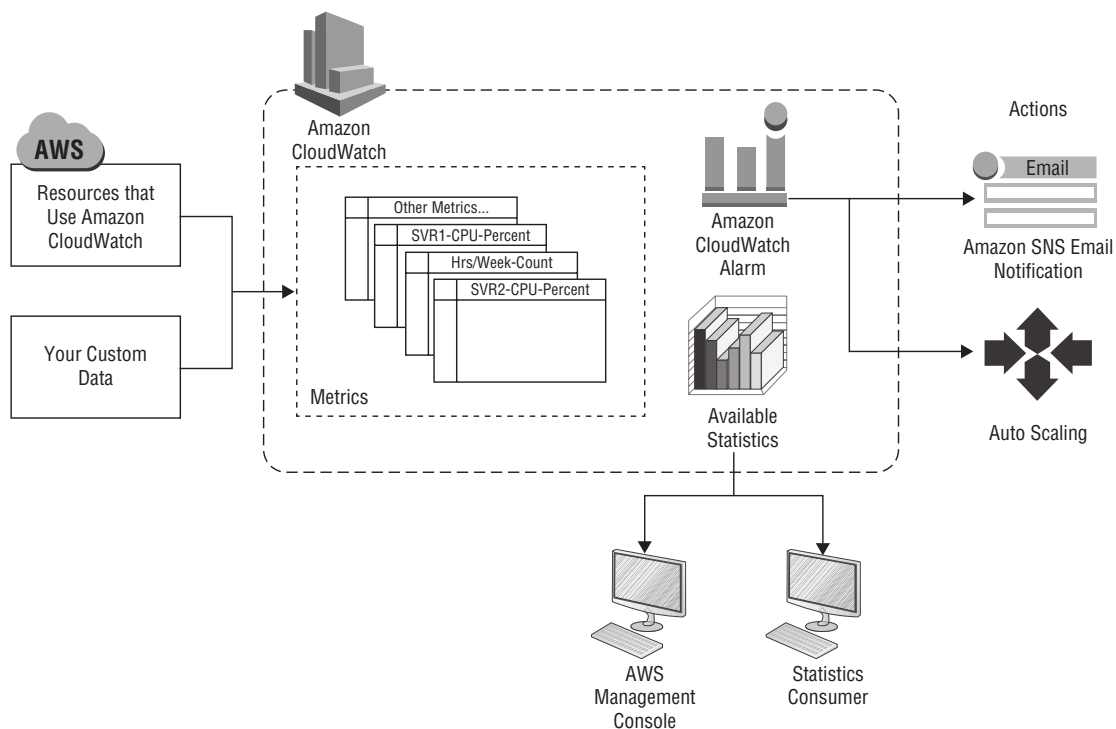 Amazon
CloudWatch
AWS
Resources that
Use Amazon
CloudWatch
Your Custom
Data
Other Metrics...
SVR1-CPU-Percent
Hrs/Week-Count
SVR2-CPU-Percent
Metrics
Amazon
CloudWatch
Alarm
Available
Statistics
Actions
Email
Amazon SNS Email
Notification
Auto Scaling
AWS
Management
Console
Statistics
Consumer